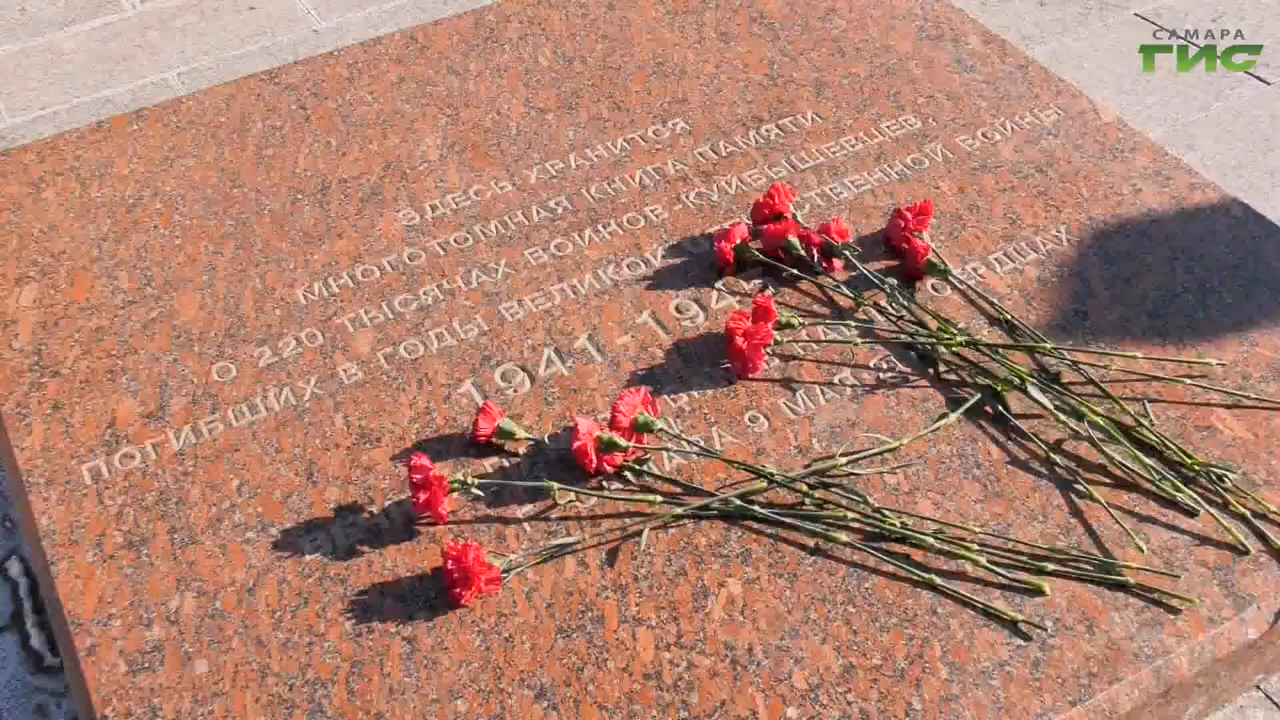 САМАРА
ГИС
ЗДЕСЬ ХРАНИТСЯ
МНОГОТОМНАЯ КНИГА ПАМЯТИ
О 220 ТЫСЯЧАХ ВОИНОВ-КУЙБЫШЕВЦЕВ,
ПОГИБШИХ В ГОДЫ ВЕЛИКОЙ ВОЙНЫ
1941-194
СЕРДЦАХ
9 МАЯ